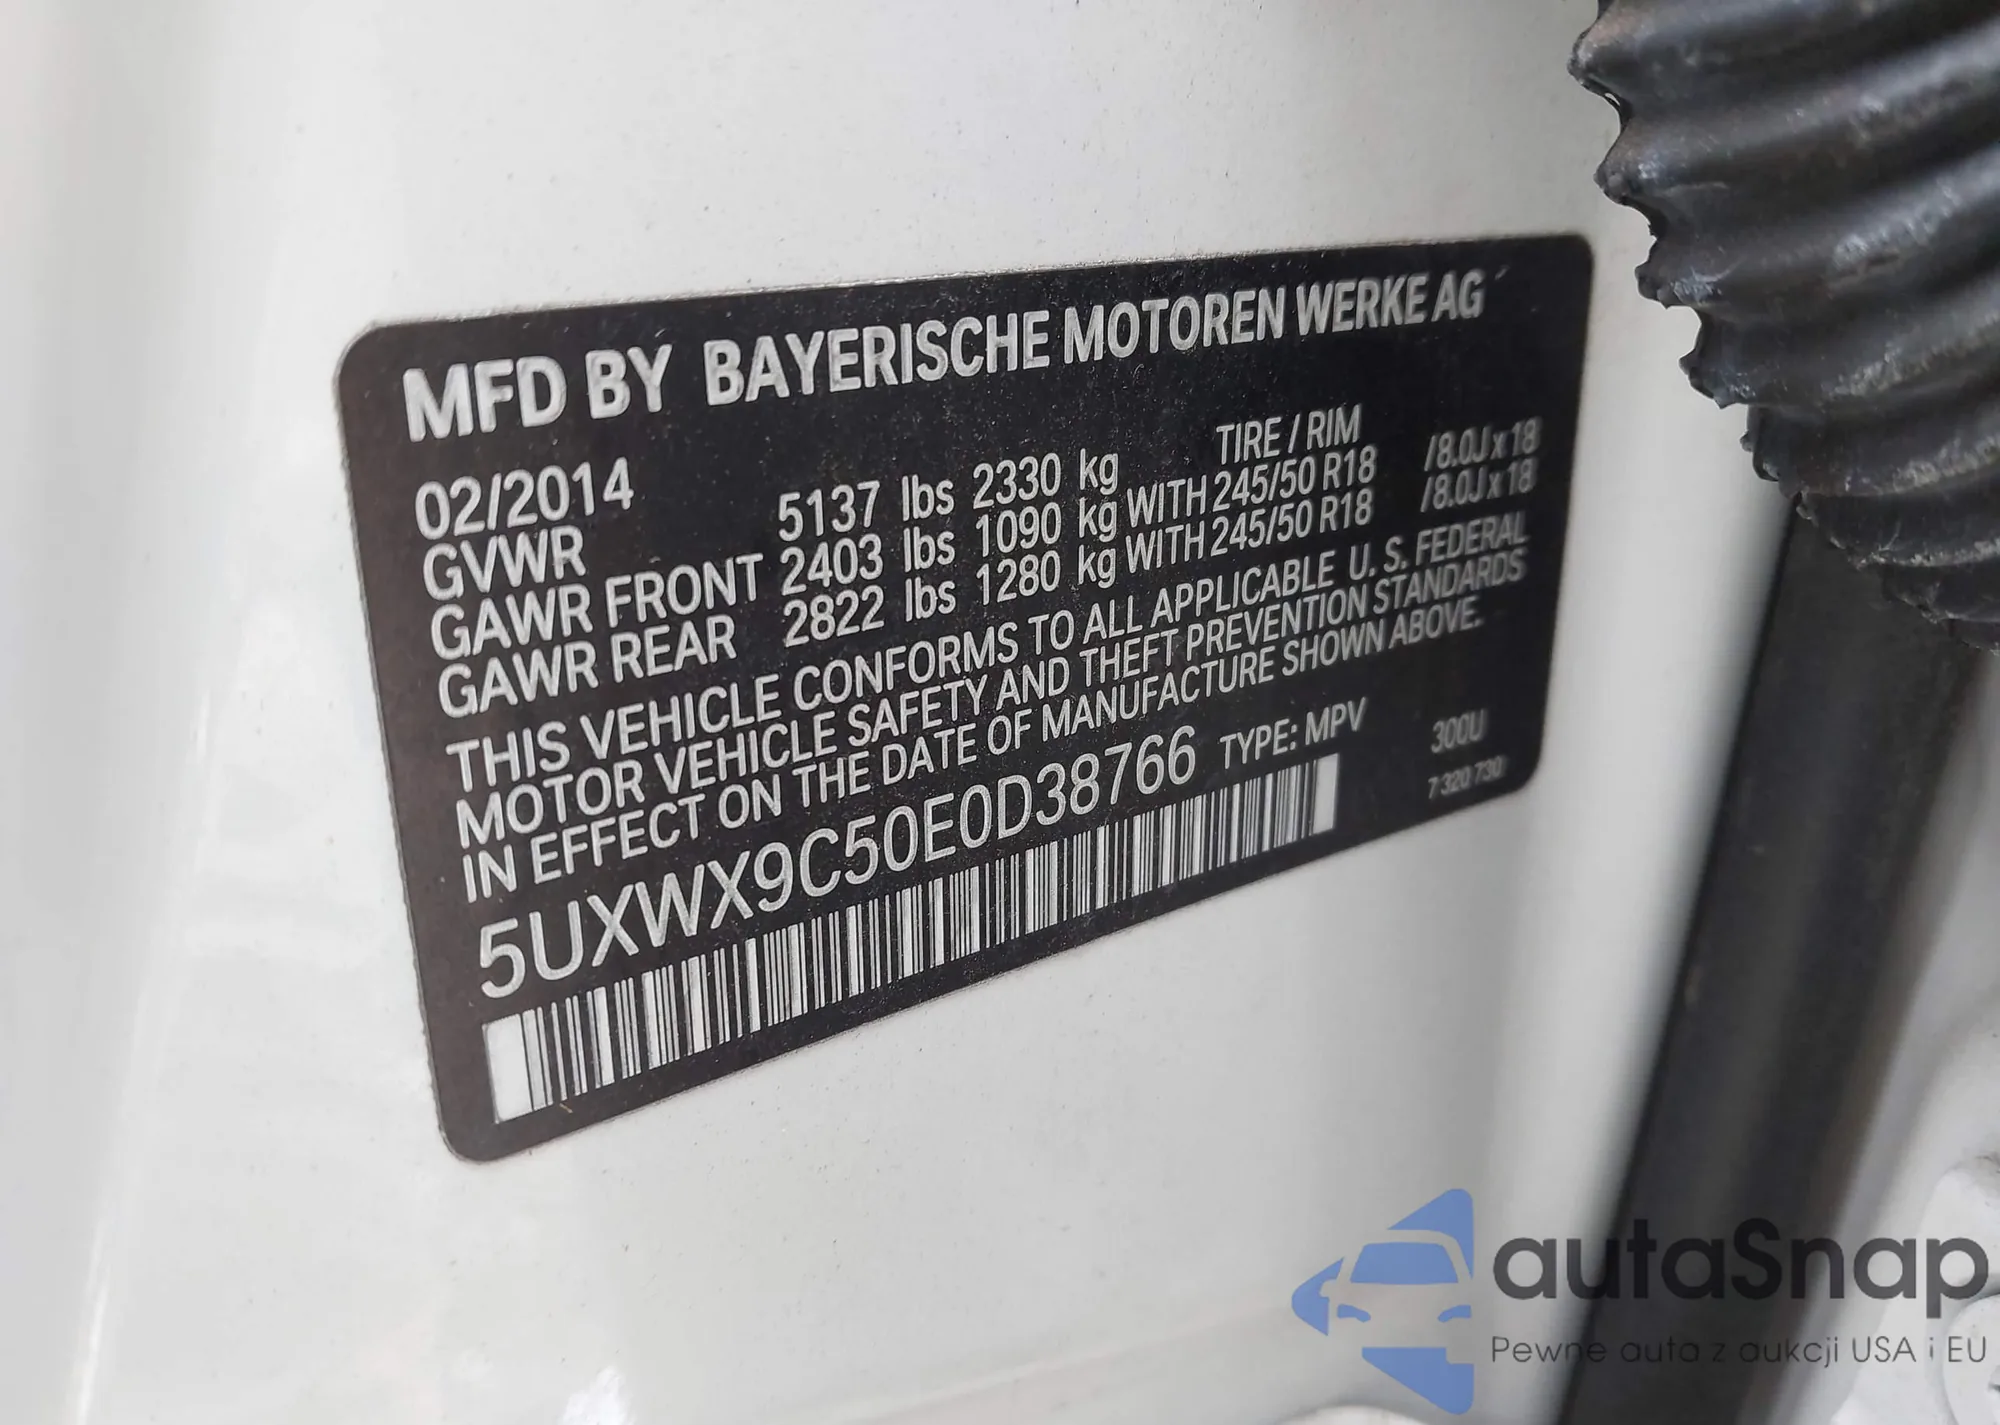 MFD BY BAYERISCHE MOTOREN WERKE AG
02/2014 TIRE / RIM
GVWR 5137 lbs 2330 kg
GAWR FRONT 2403 lbs 1090 kg WITH 245/50 R18 /8.0J x 18
GAWR REAR 2822 lbs 1280 kg WITH 245/50 R18 /8.0J x 18
THIS VEHICLE CONFORMS TO ALL APPLICABLE U. S. FEDERAL
MOTOR VEHICLE SAFETY AND THEFT PREVENTION STANDARDS
IN EFFECT ON THE DATE OF MANUFACTURE SHOWN ABOVE.
5UXWX9C50E0D38766 TYPE: MPV 300U
7 320 730
autaSnap
Pewne auta z aukcji USA i EU